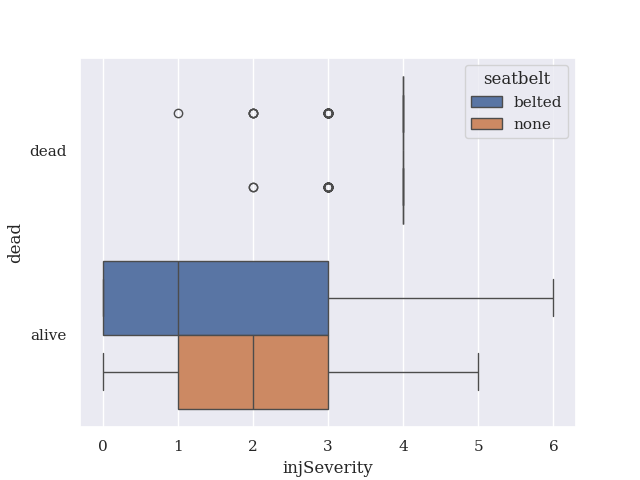 seatbelt
belted
none
dead
dead
alive
0 1 2 3 4 5 6
injSeverity